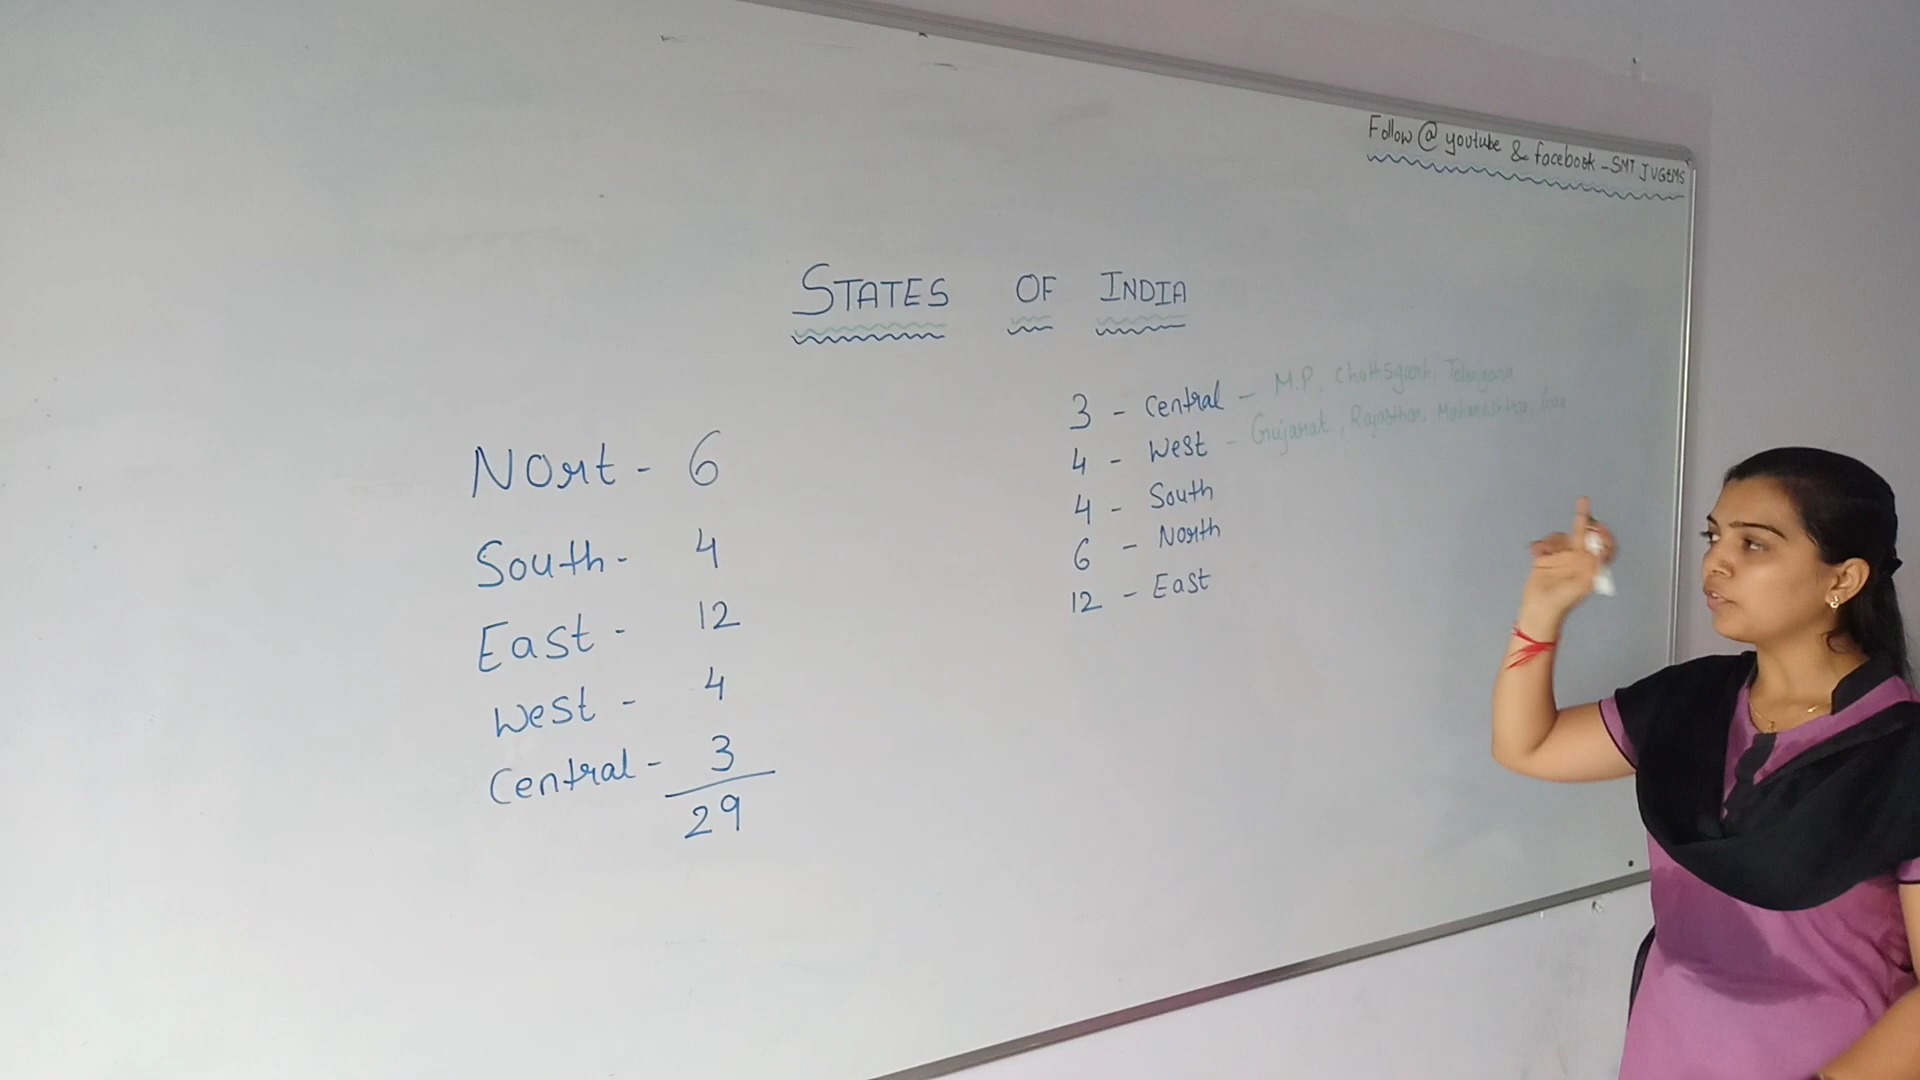 Follow @ youtube & facebook - SMT JVGtMS
STATES OF INDIA
Nort - 6
South - 4
East - 12
West - 4
Central - 3
29
3 - Central - M.P, Chattisgarh, Telangana
4 - West - Gujarat, Rajasthan, Maharashtra, Goa
4 - South
6 - North
12 - East